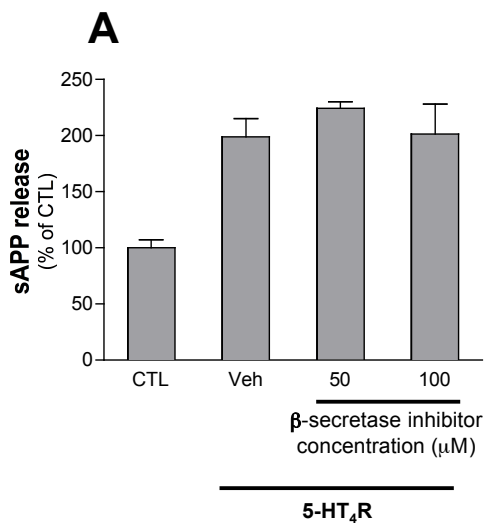 A
sAPP release
(% of CTL)
250
200
150
100
50
0
CTL Veh 50 100
β-secretase inhibitor
concentration (μM)
5-HT₄R